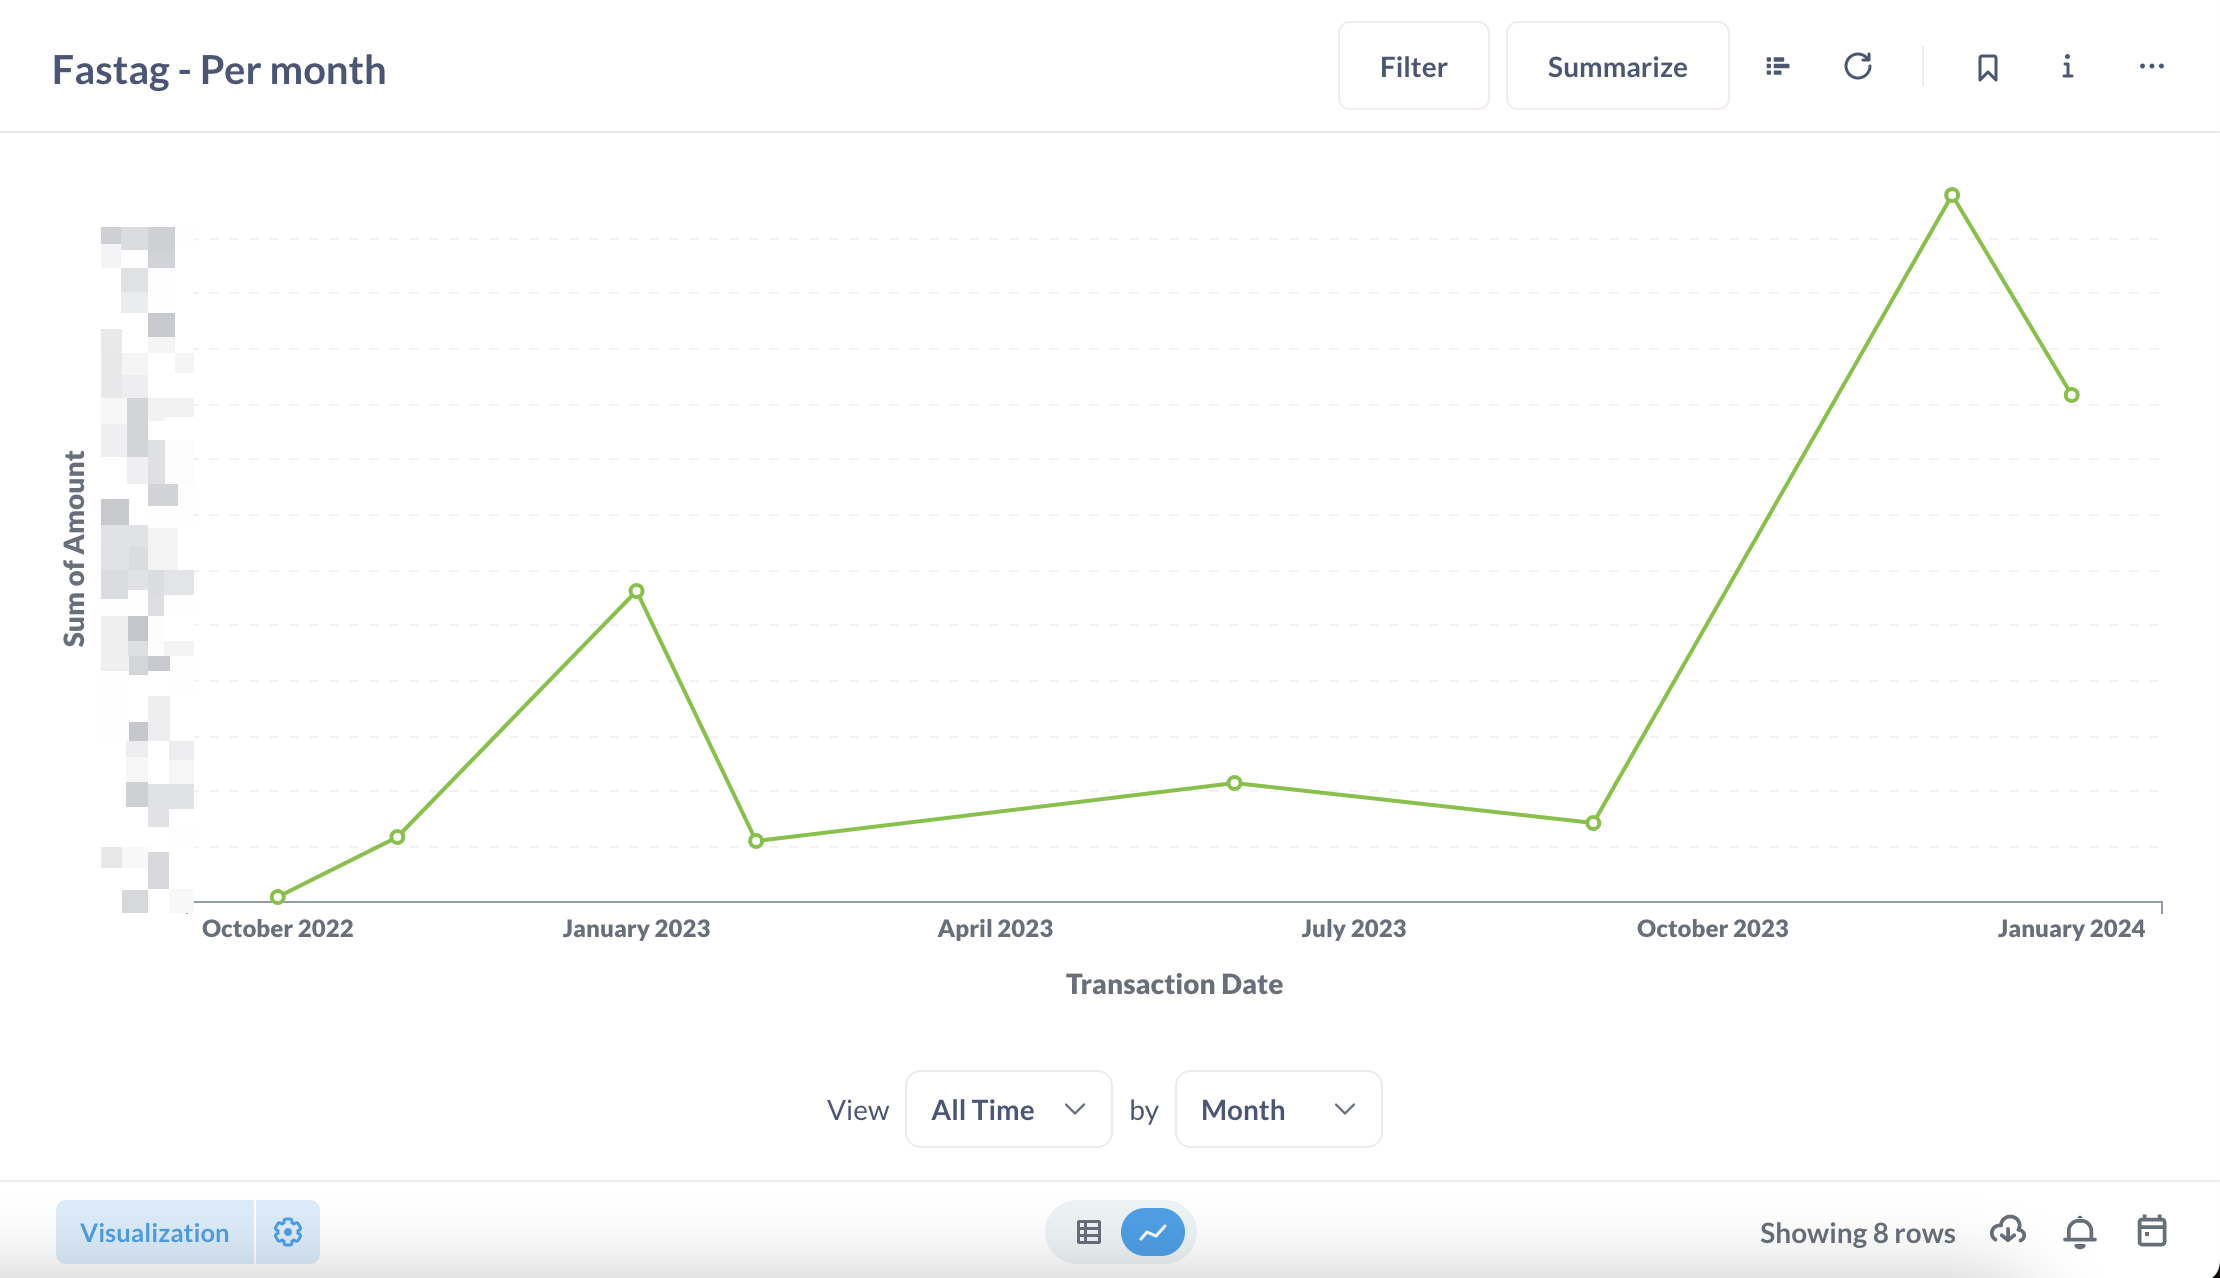 Fastag - Per month
Filter
Summarize
Sum of Amount
October 2022
January 2023
April 2023
July 2023
October 2023
January 2024
Transaction Date
View
All Time
by
Month
Visualization
Showing 8 rows